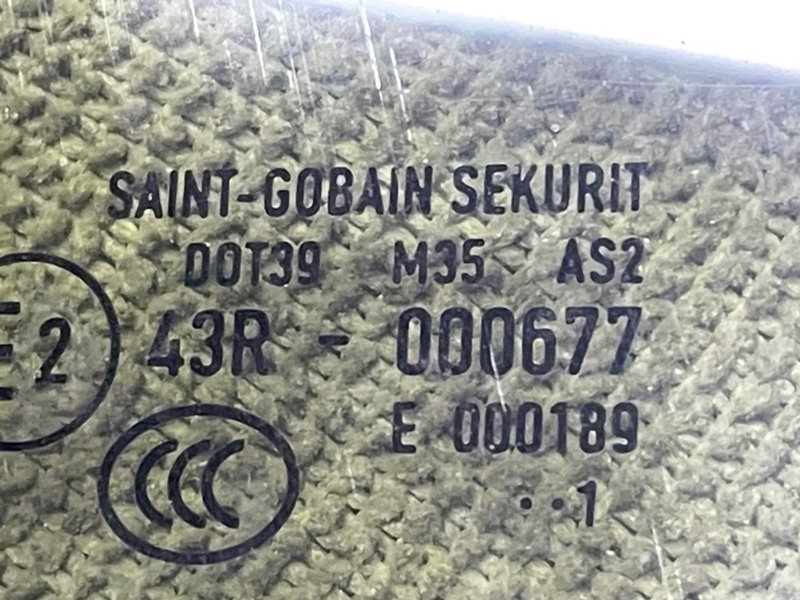 SAINT-GOBAIN SEKURIT
DOT39 M35 AS2
E2 43R - 000677
E 000189
CCC
··1